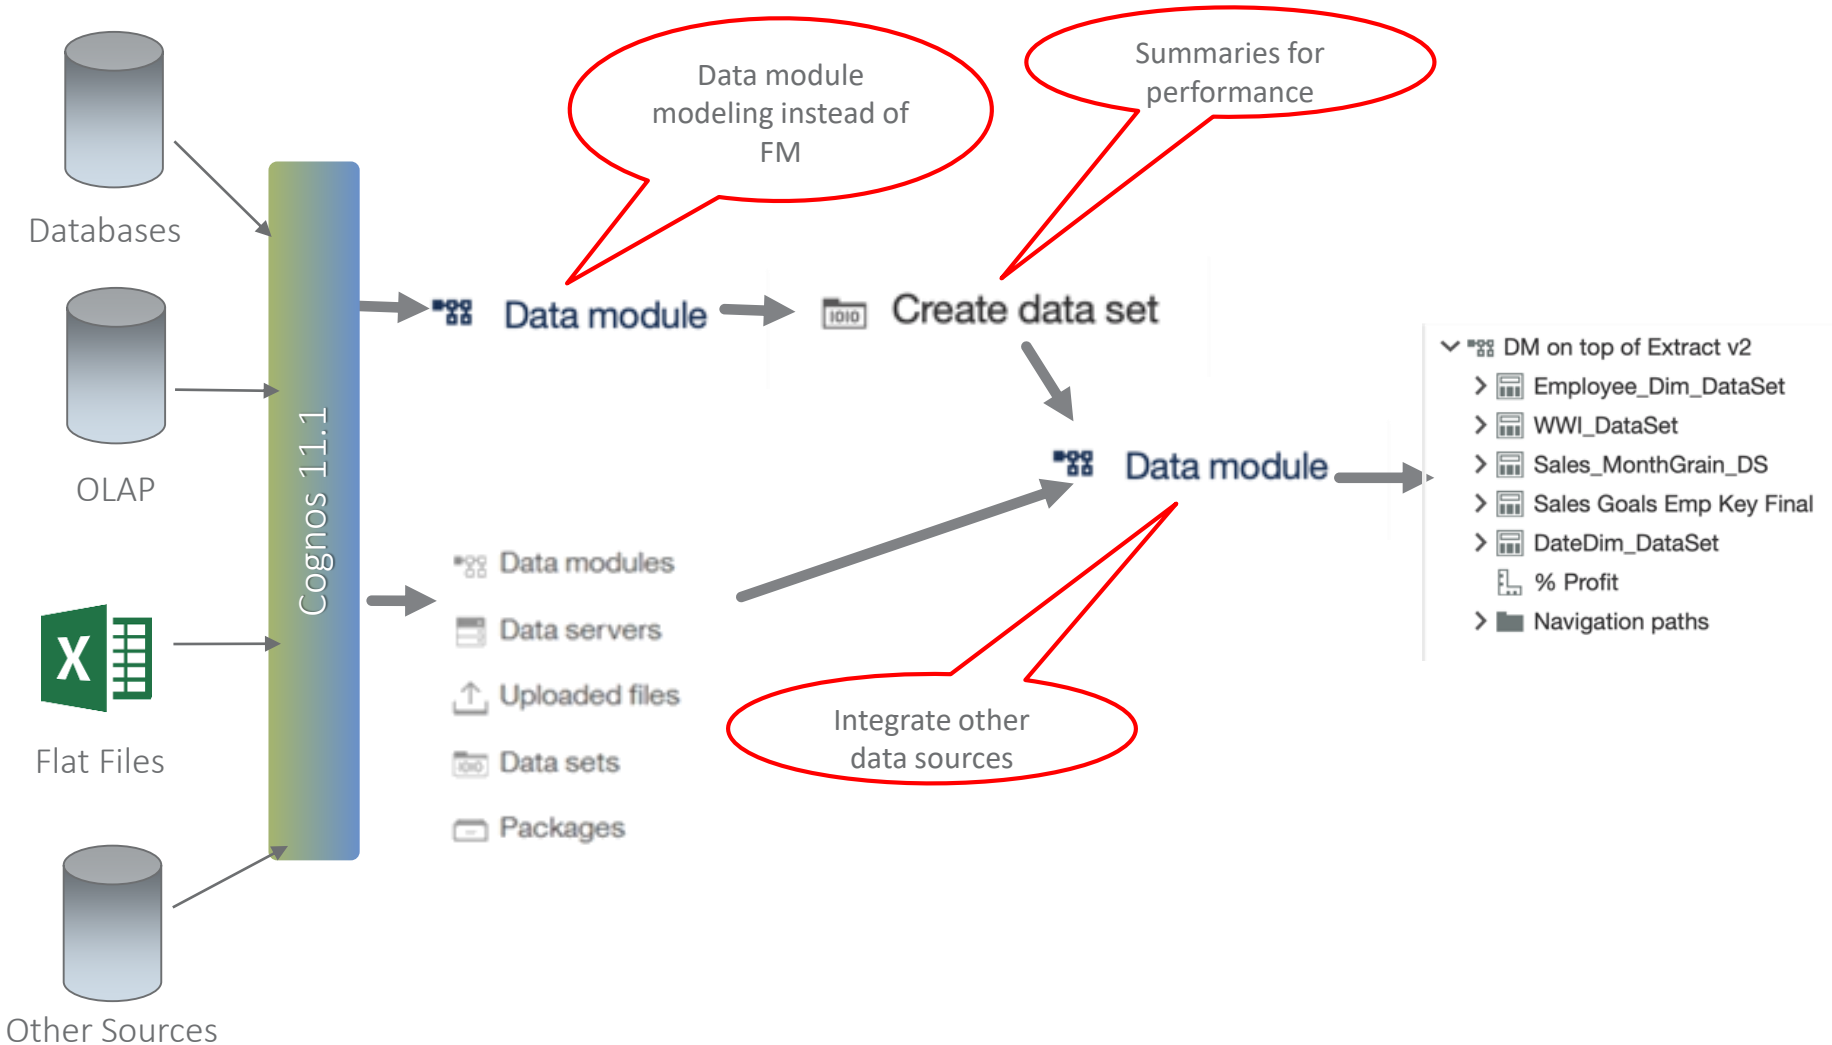 Databases
OLAP
Flat Files
Other Sources
Cognos 11.1
Data module
modeling instead of
FM
Summaries for
performance
Data module
Create data set
Data modules
Data servers
Uploaded files
Data sets
Packages
Data module
Integrate other
data sources
DM on top of Extract v2
Employee_Dim_DataSet
WWI_DataSet
Sales_MonthGrain_DS
Sales Goals Emp Key Final
DateDim_DataSet
% Profit
Navigation paths